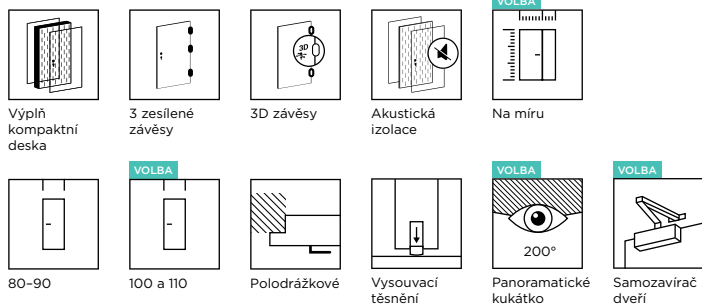 VOLBA
3D
Výplň
kompaktní
deska
3 zesílené
závěsy
3D závěsy
Akustická
izolace
Na míru
VOLBA
VOLBA
VOLBA
200°
80–90
100 a 110
Polodrážkové
Vysouvací
těsnění
Panoramatické
kukátko
Samozavírač
dveří